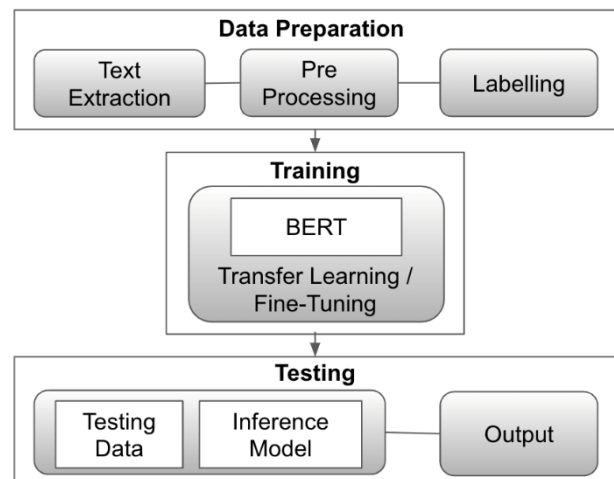 Data Preparation
Text
Extraction
Pre
Processing
Labelling
Training
BERT
Transfer Learning /
Fine-Tuning
Testing
Testing
Data
Inference
Model
Output